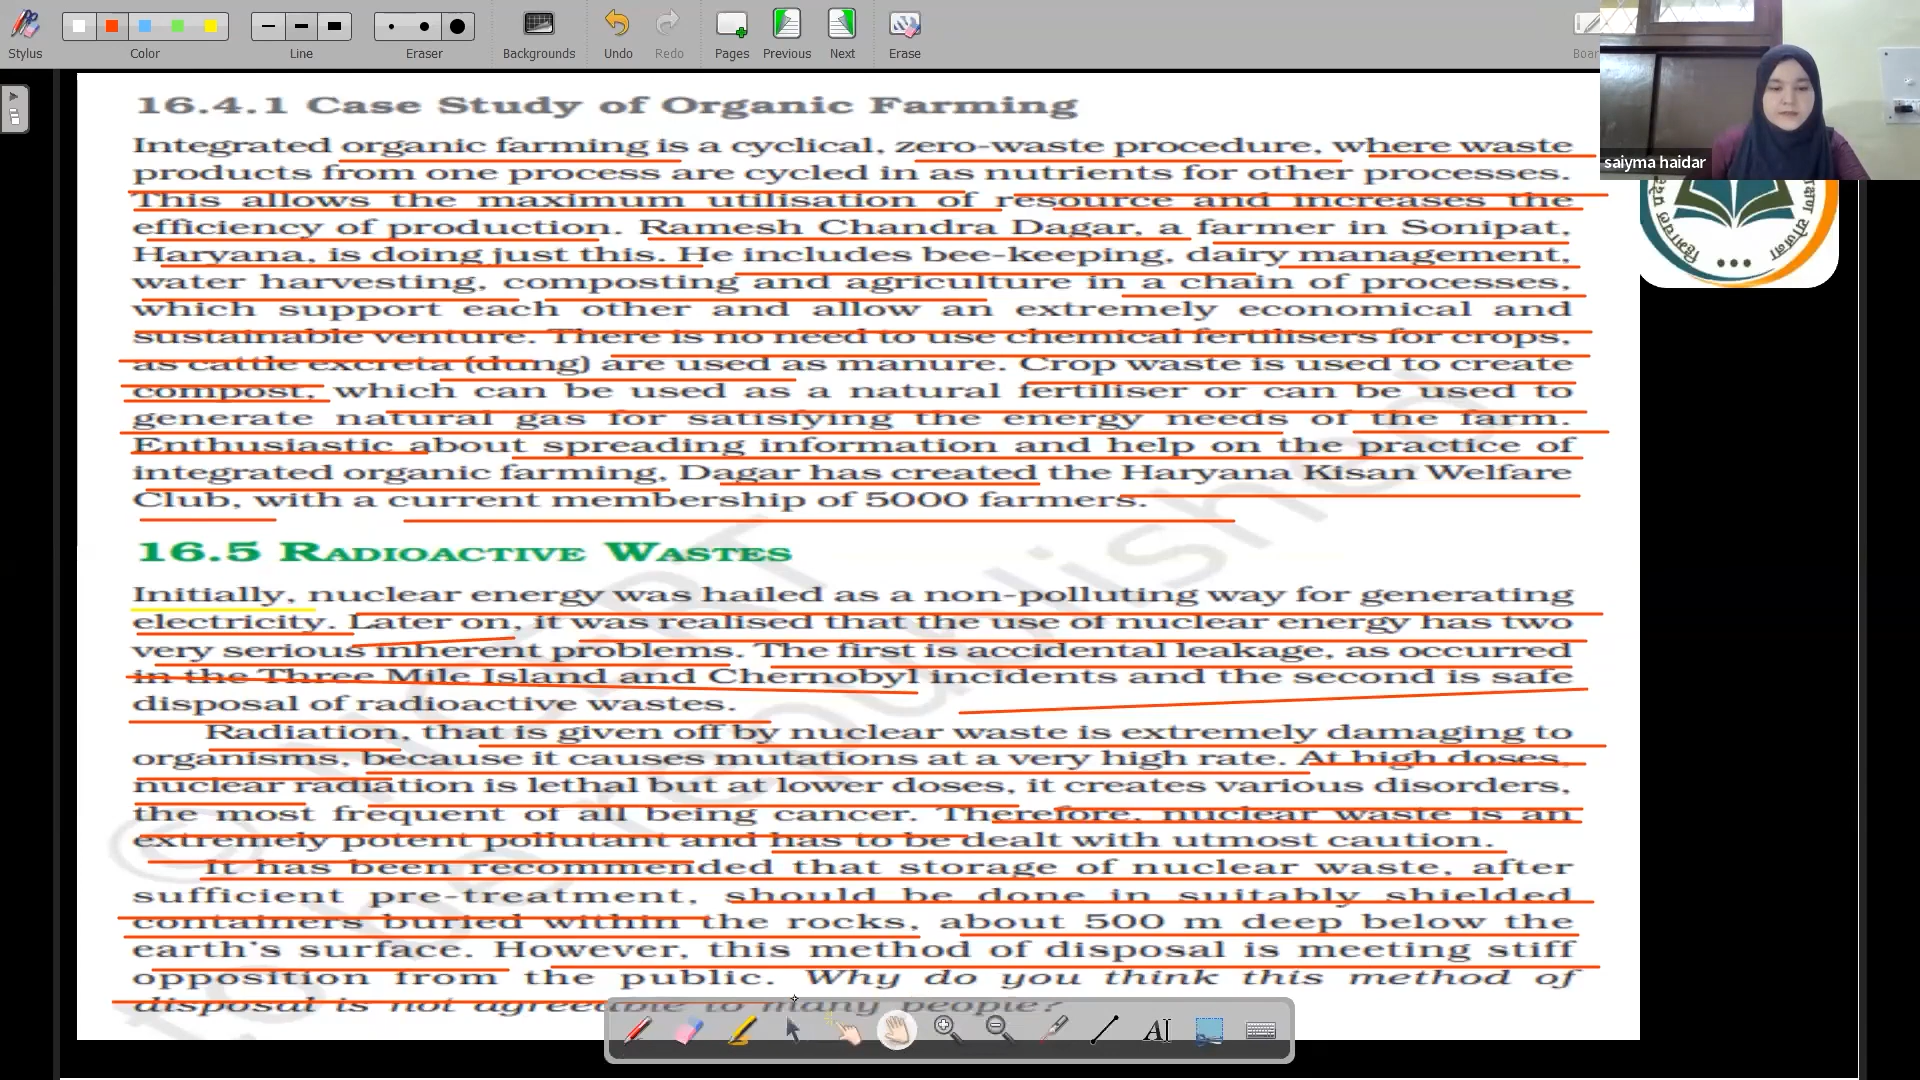 Stylus
Color
Line
Eraser
Backgrounds
Undo
Redo
Pages
Previous
Next
Erase
saiyma haidar
16.4.1 Case Study of Organic Farming
Integrated organic farming is a cyclical, zero-waste procedure, where waste
products from one process are cycled in as nutrients for other processes.
This allows the maximum utilisation of resource and increases the
efficiency of production. Ramesh Chandra Dagar, a farmer in Sonipat,
Haryana, is doing just this. He includes bee-keeping, dairy management,
water harvesting, composting and agriculture in a chain of processes,
which support each other and allow an extremely economical and
sustainable venture. There is no need to use chemical fertilisers for crops,
as cattle excreta (dung) are used as manure. Crop waste is used to create
compost, which can be used as a natural fertiliser or can be used to
generate natural gas for satisfying the energy needs of the farm.
Enthusiastic about spreading information and help on the practice of
integrated organic farming, Dagar has created the Haryana Kisan Welfare
Club, with a current membership of 5000 farmers.
16.5 RADIOACTIVE WASTES
Initially, nuclear energy was hailed as a non-polluting way for generating
electricity. Later on, it was realised that the use of nuclear energy has two
very serious inherent problems. The first is accidental leakage, as occurred
in the Three Mile Island and Chernobyl incidents and the second is safe
disposal of radioactive wastes.
Radiation, that is given off by nuclear waste is extremely damaging to
organisms, because it causes mutations at a very high rate. At high doses,
nuclear radiation is lethal but at lower doses, it creates various disorders,
the most frequent of all being cancer. Therefore, nuclear waste is an
extremely potent pollutant and has to be dealt with utmost caution.
It has been recommended that storage of nuclear waste, after
sufficient pre-treatment, should be done in suitably shielded
containers buried within the rocks, about 500 m deep below the
earth's surface. However, this method of disposal is meeting stiff
opposition from the public. Why do you think this method of
disposal is not agreeable to many people?